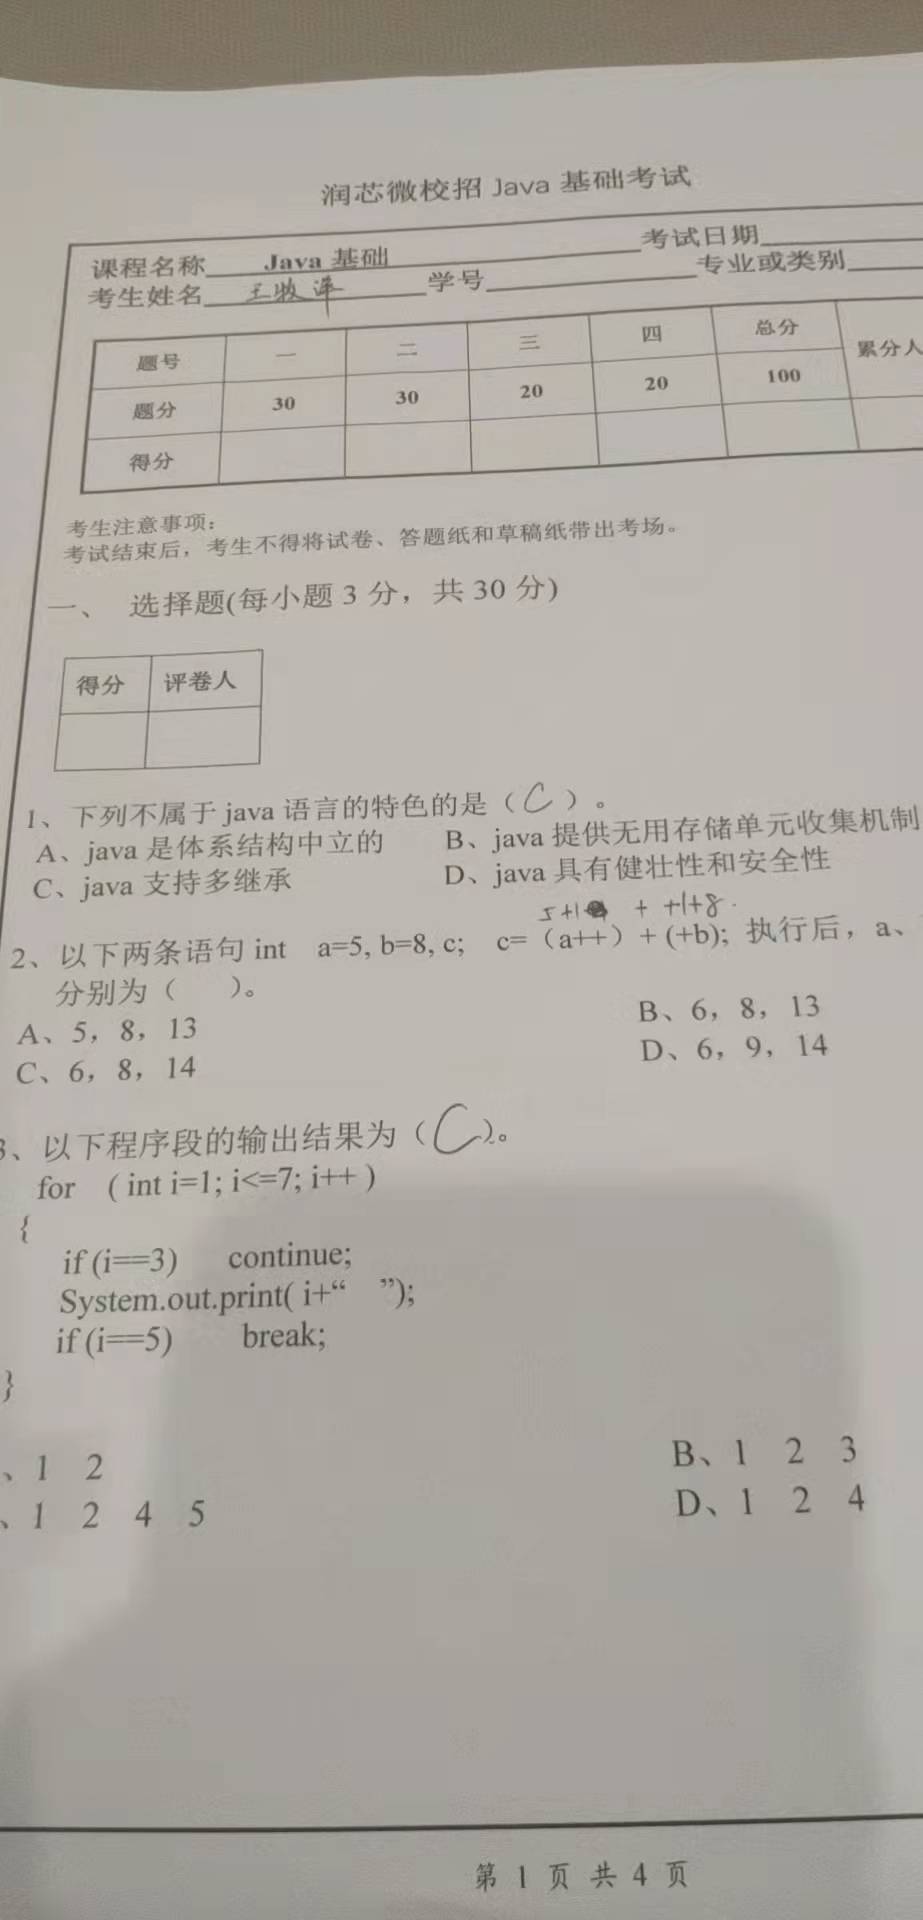 润芯微校招 Java 基础考试
课程名称 Java 基础 考试日期
考生姓名 王牧 学号 专业或类别
题号 一 二 三 四 总分 累分人
题分 30 30 20 20 100
得分
考生注意事项：
考试结束后，考生不得将试卷、答题纸和草稿纸带出考场。
一、 选择题(每小题 3 分，共 30 分)
得分 评卷人
1、下列不属于 java 语言的特色的是（C）。
A、java 是体系结构中立的 B、java 提供无用存储单元收集机制
C、java 支持多继承 D、java 具有健壮性和安全性
5+1 + +1+8.
2、以下两条语句 int a=5, b=8, c; c=（a++）+ (+b); 执行后，a、
分别为（ ）。
A、5，8，13 B、6，8，13
C、6，8，14 D、6，9，14
3、以下程序段的输出结果为（C）。
for ( int i=1; i<=7; i++ )
{
if (i==3) continue;
System.out.print( i+“ ”);
if (i==5) break;
}
、1 2 B、1 2 3
、1 2 4 5 D、1 2 4
第 1 页 共 4 页